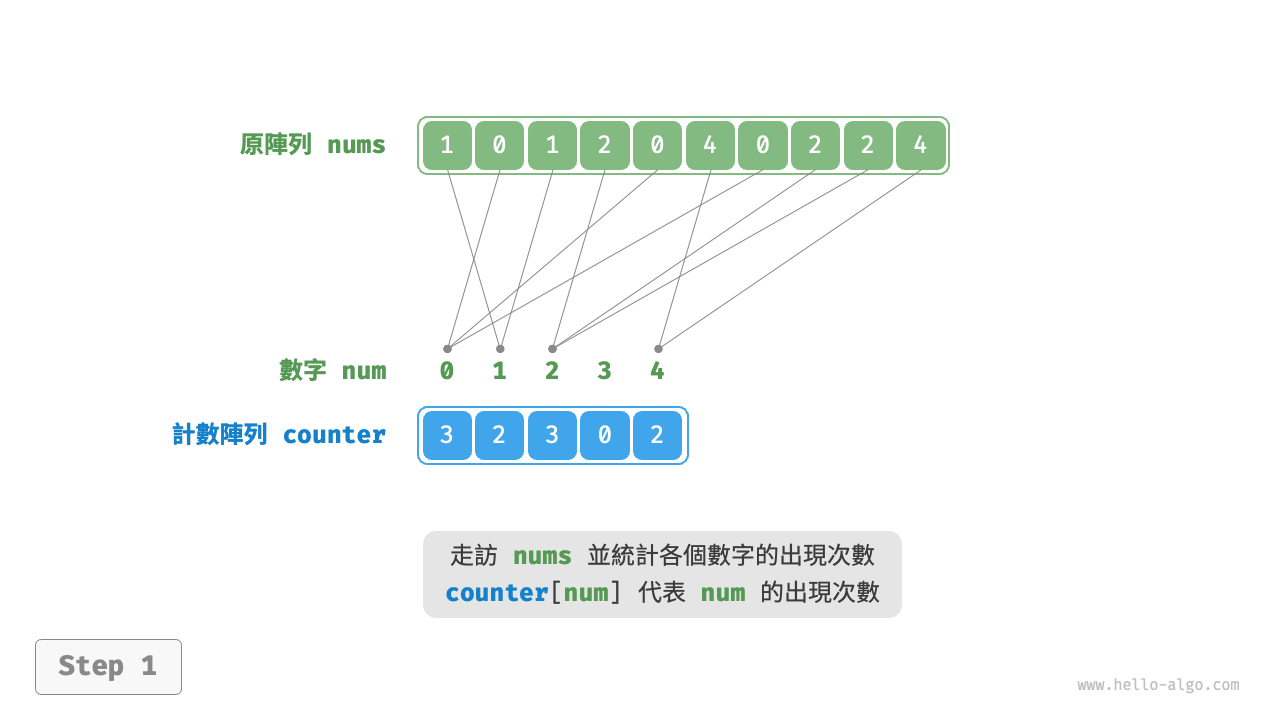 原陣列 nums 1 0 1 2 0 4 0 2 2 4
數字 num 0 1 2 3 4
計數陣列 counter 3 2 3 0 2
走訪 nums 並統計各個數字的出現次數
counter[num] 代表 num 的出現次數
Step 1
www.hello-algo.com